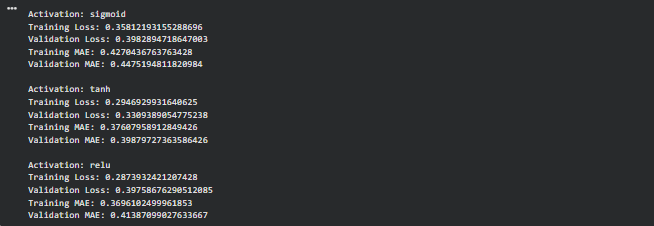 Activation: sigmoid
Training Loss: 0.35812193155288696
Validation Loss: 0.3982894718647003
Training MAE: 0.4270436763763428
Validation MAE: 0.4475194811820984
Activation: tanh
Training Loss: 0.2946929931640625
Validation Loss: 0.3309389054775238
Training MAE: 0.37607958912849426
Validation MAE: 0.39879727363586426
Activation: relu
Training Loss: 0.2873932421207428
Validation Loss: 0.39758676290512085
Training MAE: 0.3696102499961853
Validation MAE: 0.41387099027633667